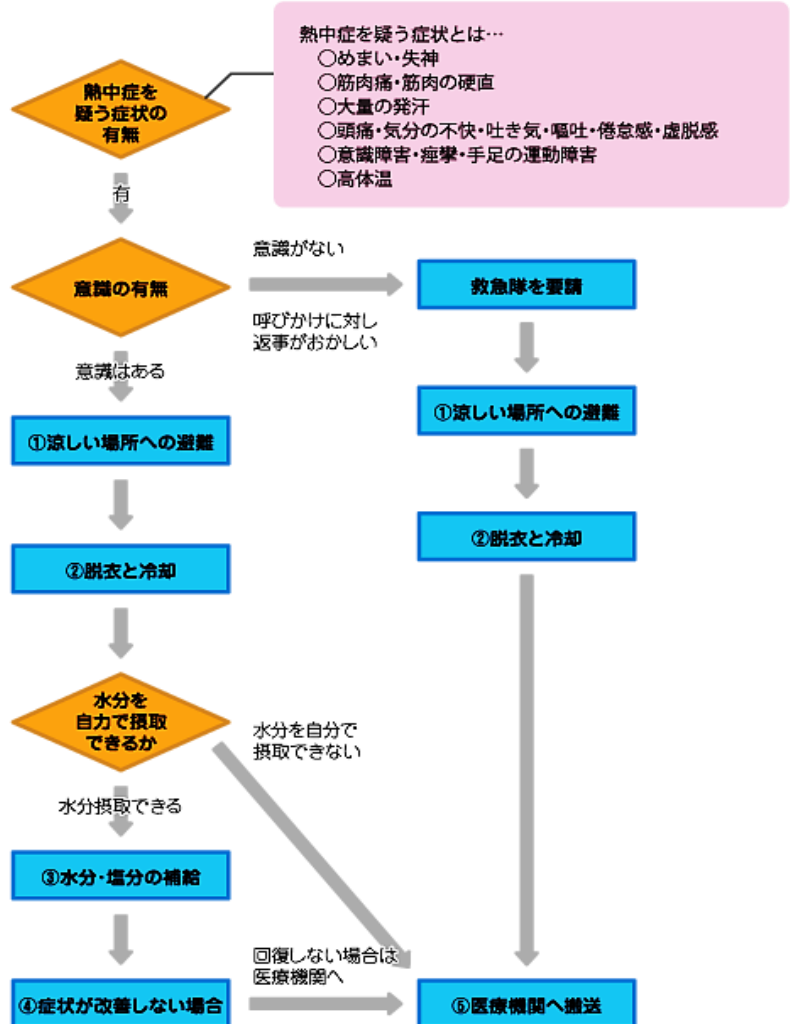 熱中症を疑う症状とは…
○めまい・失神
○筋肉痛・筋肉の硬直
○大量の発汗
○頭痛・気分の不快・吐き気・嘔吐・倦怠感・虚脱感
○意識障害・痙攣・手足の運動障害
○高体温
熱中症を
疑う症状の
有無
有
意識の有無
意識がない
呼びかけに対し
返事がおかしい
救急隊を要請
意識はある
①涼しい場所への避難
①涼しい場所への避難
②脱衣と冷却
②脱衣と冷却
水分を
自力で摂取
できるか
水分を自分で
摂取できない
水分摂取できる
③水分・塩分の補給
回復しない場合は
医療機関へ
④症状が改善しない場合
⑤医療機関へ搬送